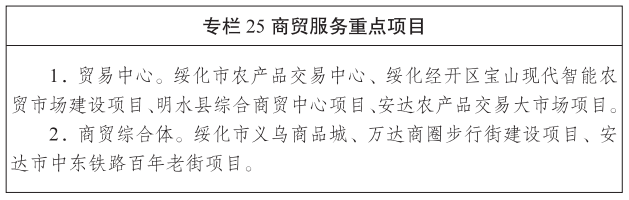 专栏 25 商贸服务重点项目
1. 贸易中心。绥化市农产品交易中心、绥化经开区宝山现代智能农
贸市场建设项目、明水县综合商贸中心项目、安达农产品交易大市场项目。
2. 商贸综合体。绥化市义乌商品城、万达商圈步行街建设项目、安
达市中东铁路百年老街项目。